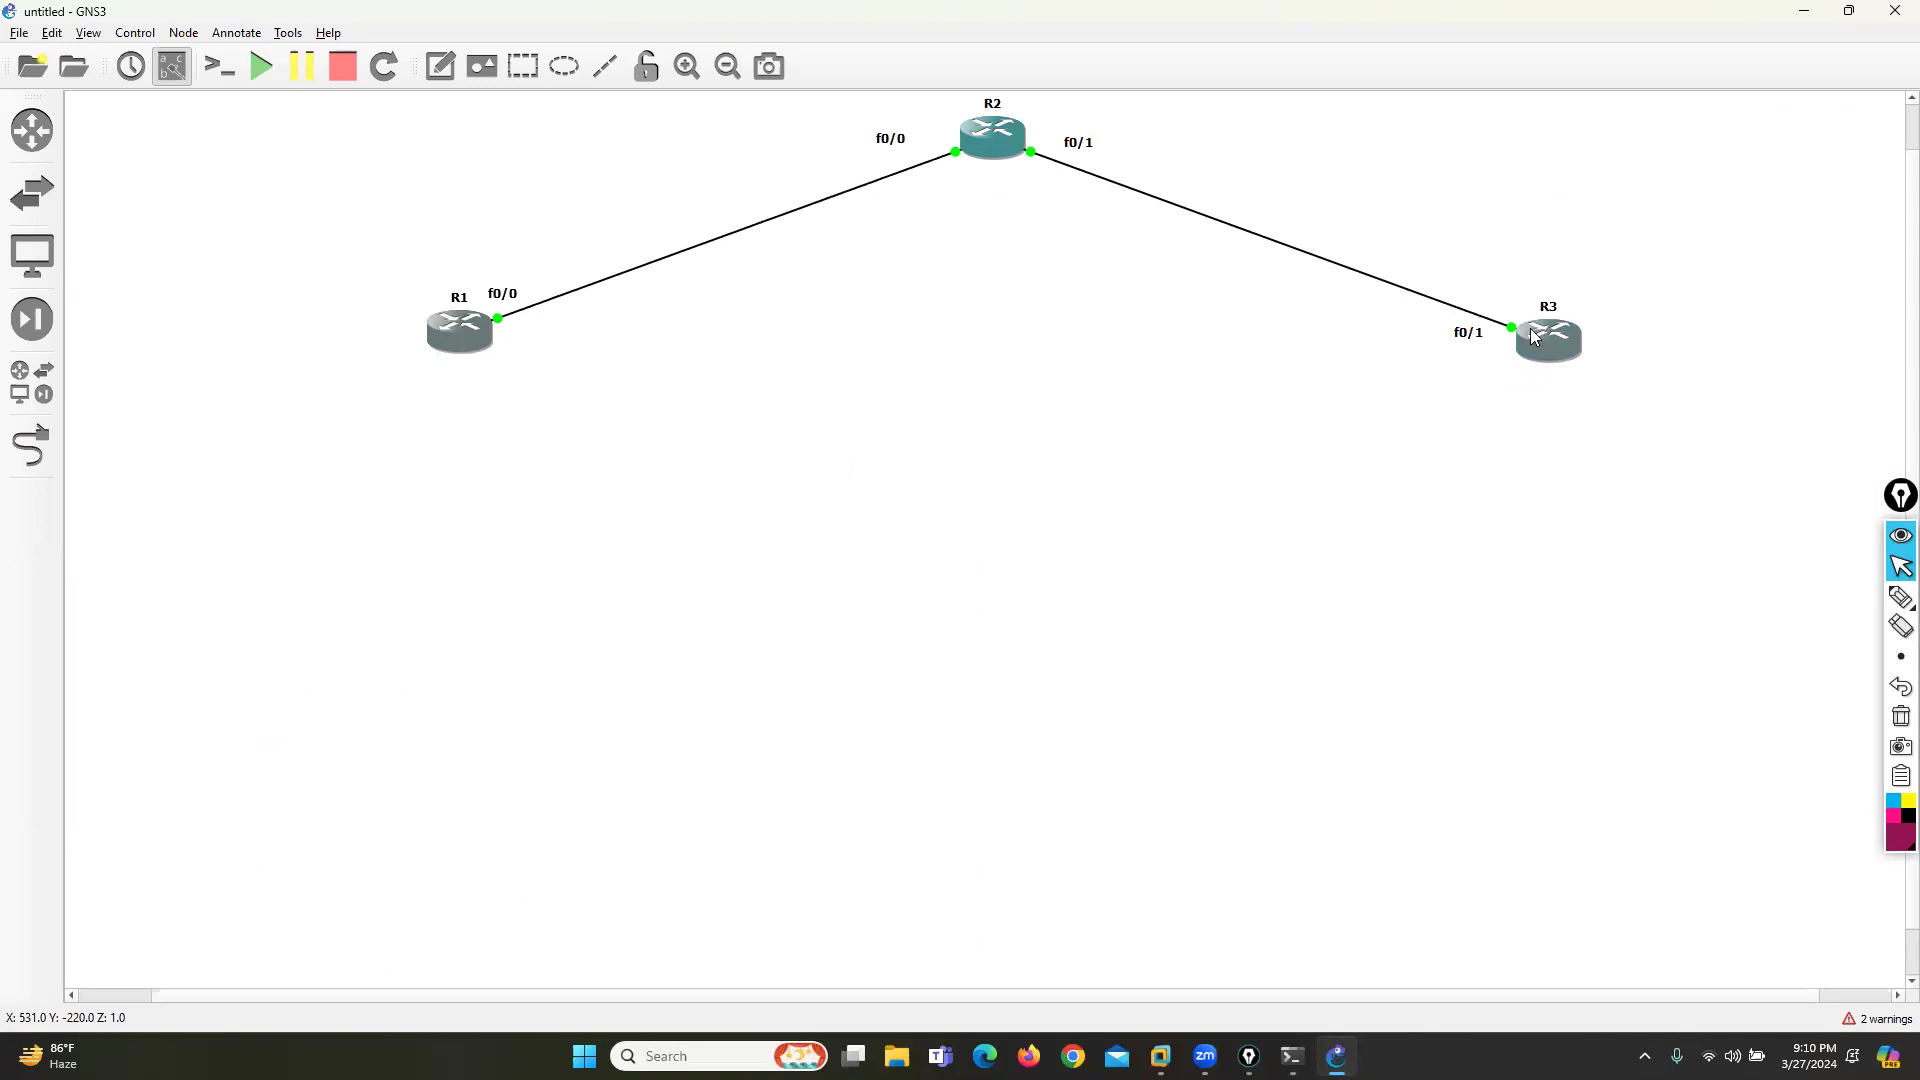 untitled - GNS3
File Edit View Control Node Annotate Tools Help
R2
f0/0
f0/1
R1
f0/0
R3
f0/1
X: 531.0 Y: -220.0 Z: 1.0
2 warnings
86°F
Haze
Search
zm
9:10 PM
3/27/2024
PRE